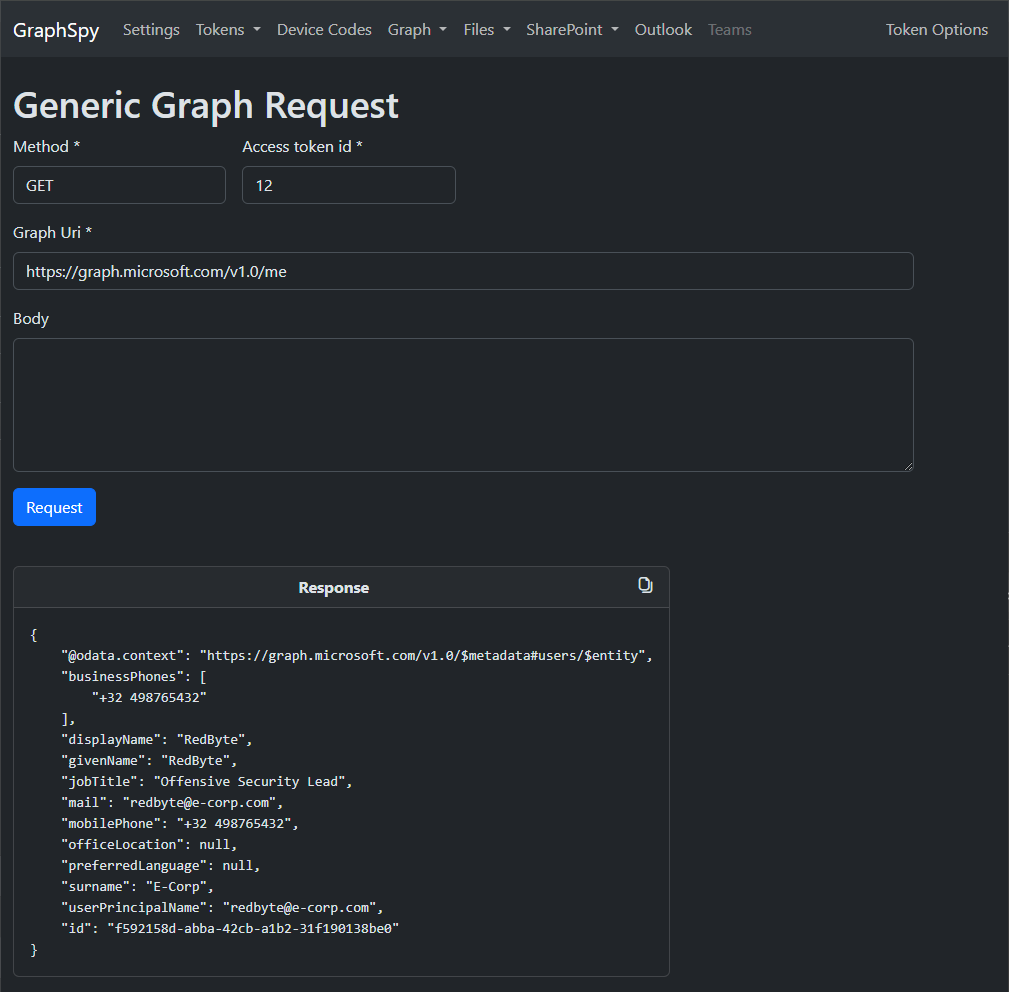 GraphSpy Settings Tokens Device Codes Graph Files SharePoint Outlook Teams Token Options
Generic Graph Request
Method * Access token id *
GET 12
Graph Uri *
https://graph.microsoft.com/v1.0/me
Body
Request
Response
{
    "@odata.context": "https://graph.microsoft.com/v1.0/$metadata#users/$entity",
    "businessPhones": [
        "+32 498765432"
    ],
    "displayName": "RedByte",
    "givenName": "RedByte",
    "jobTitle": "Offensive Security Lead",
    "mail": "redbyte@e-corp.com",
    "mobilePhone": "+32 498765432",
    "officeLocation": null,
    "preferredLanguage": null,
    "surname": "E-Corp",
    "userPrincipalName": "redbyte@e-corp.com",
    "id": "f592158d-abba-42cb-a1b2-31f190138be0"
}